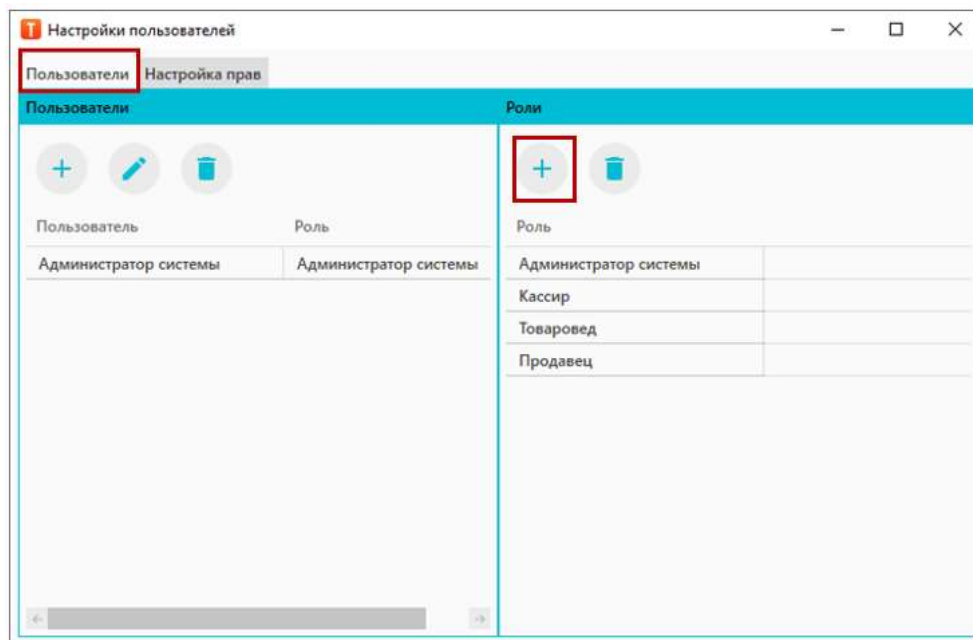 T Настройки пользователей
Пользователи Настройка прав
Пользователи
Роли
Пользователь Роль
Администратор системы Администратор системы
Роль
Администратор системы
Кассир
Товаровед
Продавец